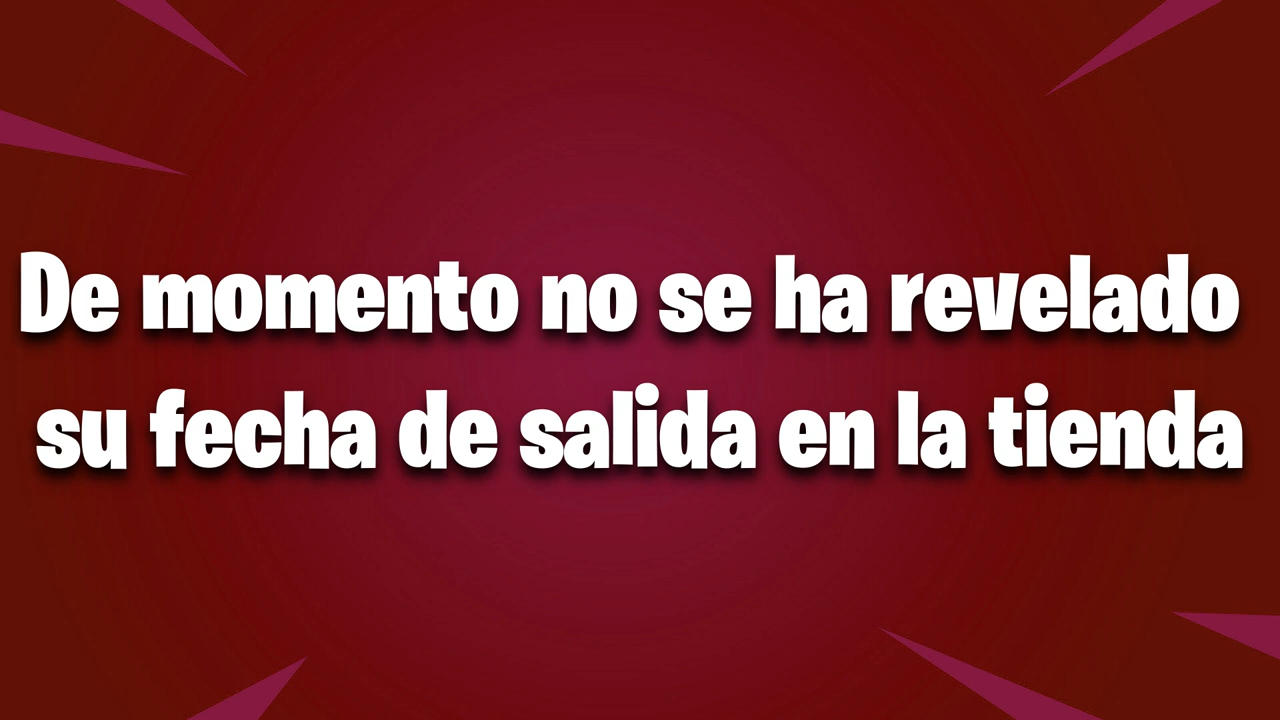 De momento no se ha revelado
su fecha de salida en la tienda